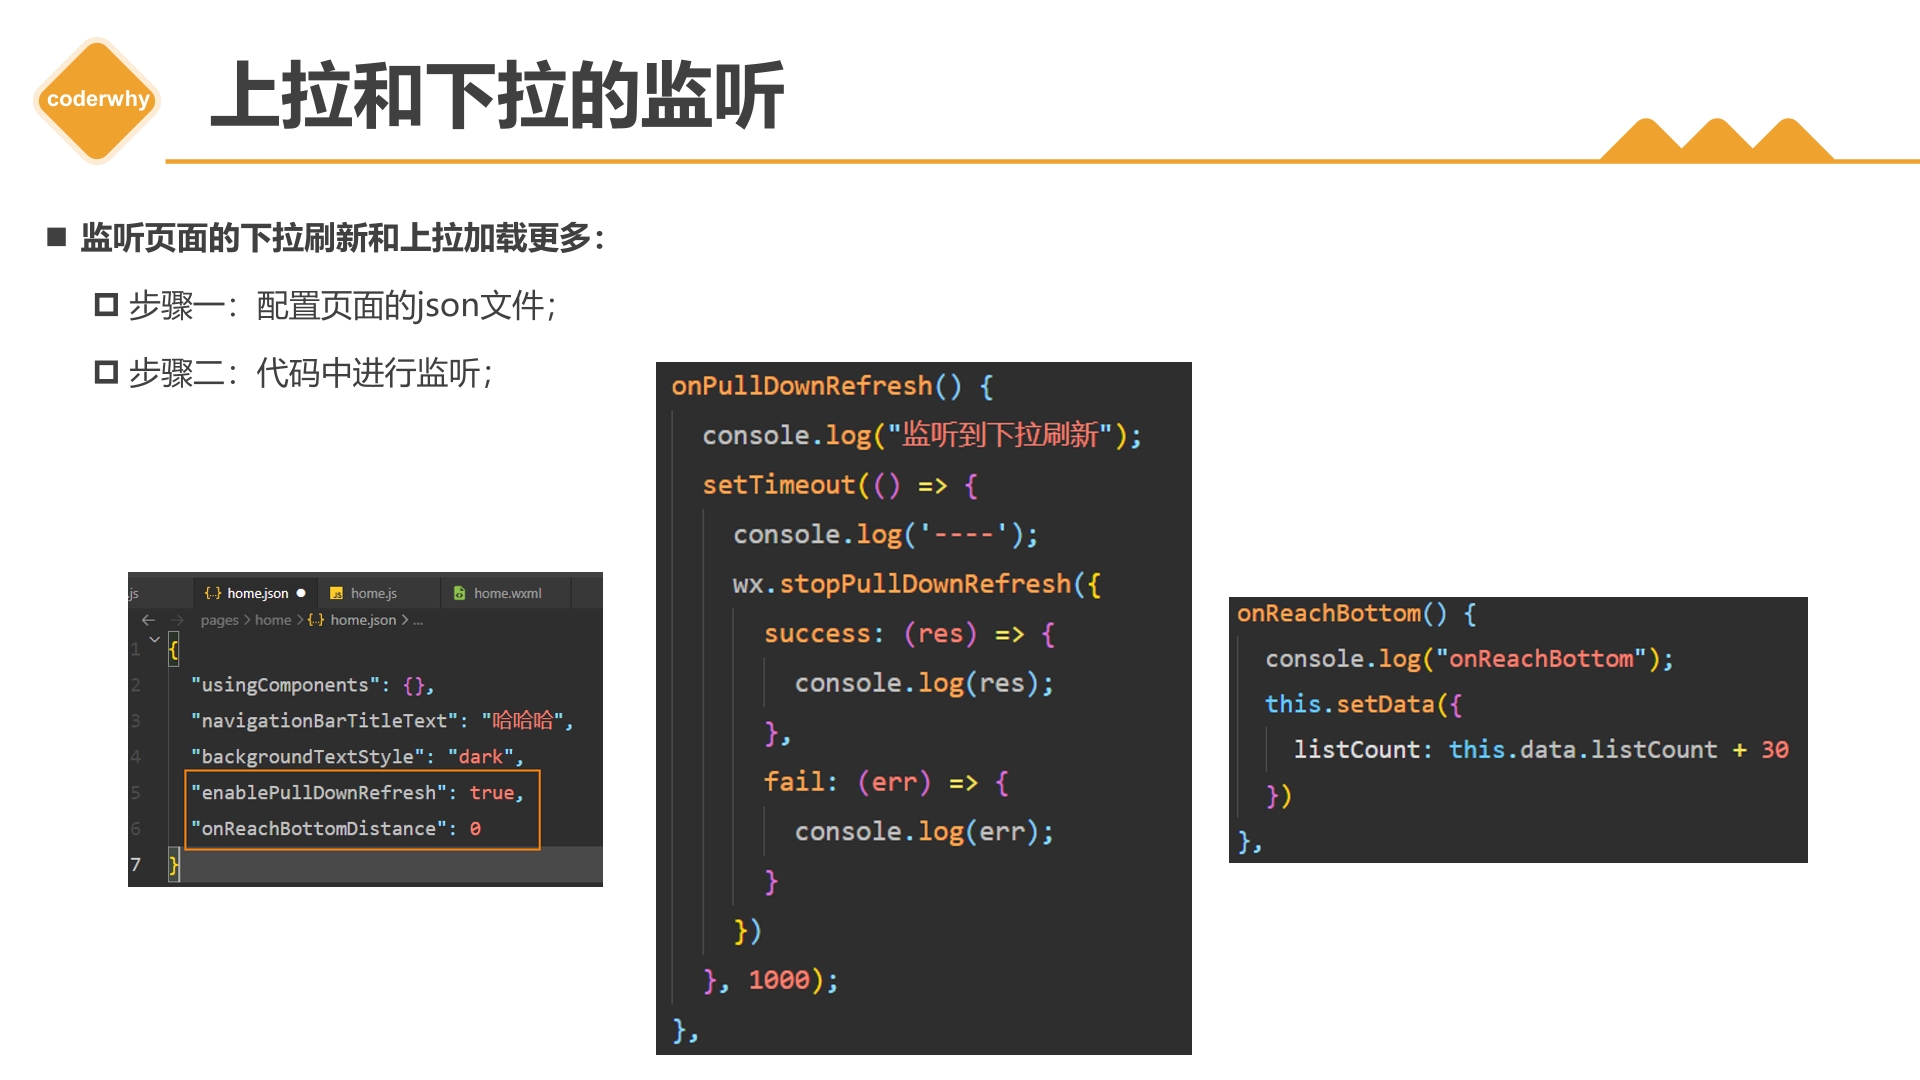 coderwhy
上拉和下拉的监听
监听页面的下拉刷新和上拉加载更多：
步骤一：配置页面的json文件；
步骤二：代码中进行监听；
.js {..} home.json ● JS home.js home.wxml
← → pages > home > {..} home.json > ...
1 {
2 "usingComponents": {},
3 "navigationBarTitleText": "哈哈哈",
4 "backgroundTextStyle": "dark",
5 "enablePullDownRefresh": true,
6 "onReachBottomDistance": 0
7 }
onPullDownRefresh() {
console.log("监听到下拉刷新");
setTimeout(() => {
console.log('----');
wx.stopPullDownRefresh({
success: (res) => {
console.log(res);
},
fail: (err) => {
console.log(err);
}
})
}, 1000);
},
onReachBottom() {
console.log("onReachBottom");
this.setData({
listCount: this.data.listCount + 30
})
},